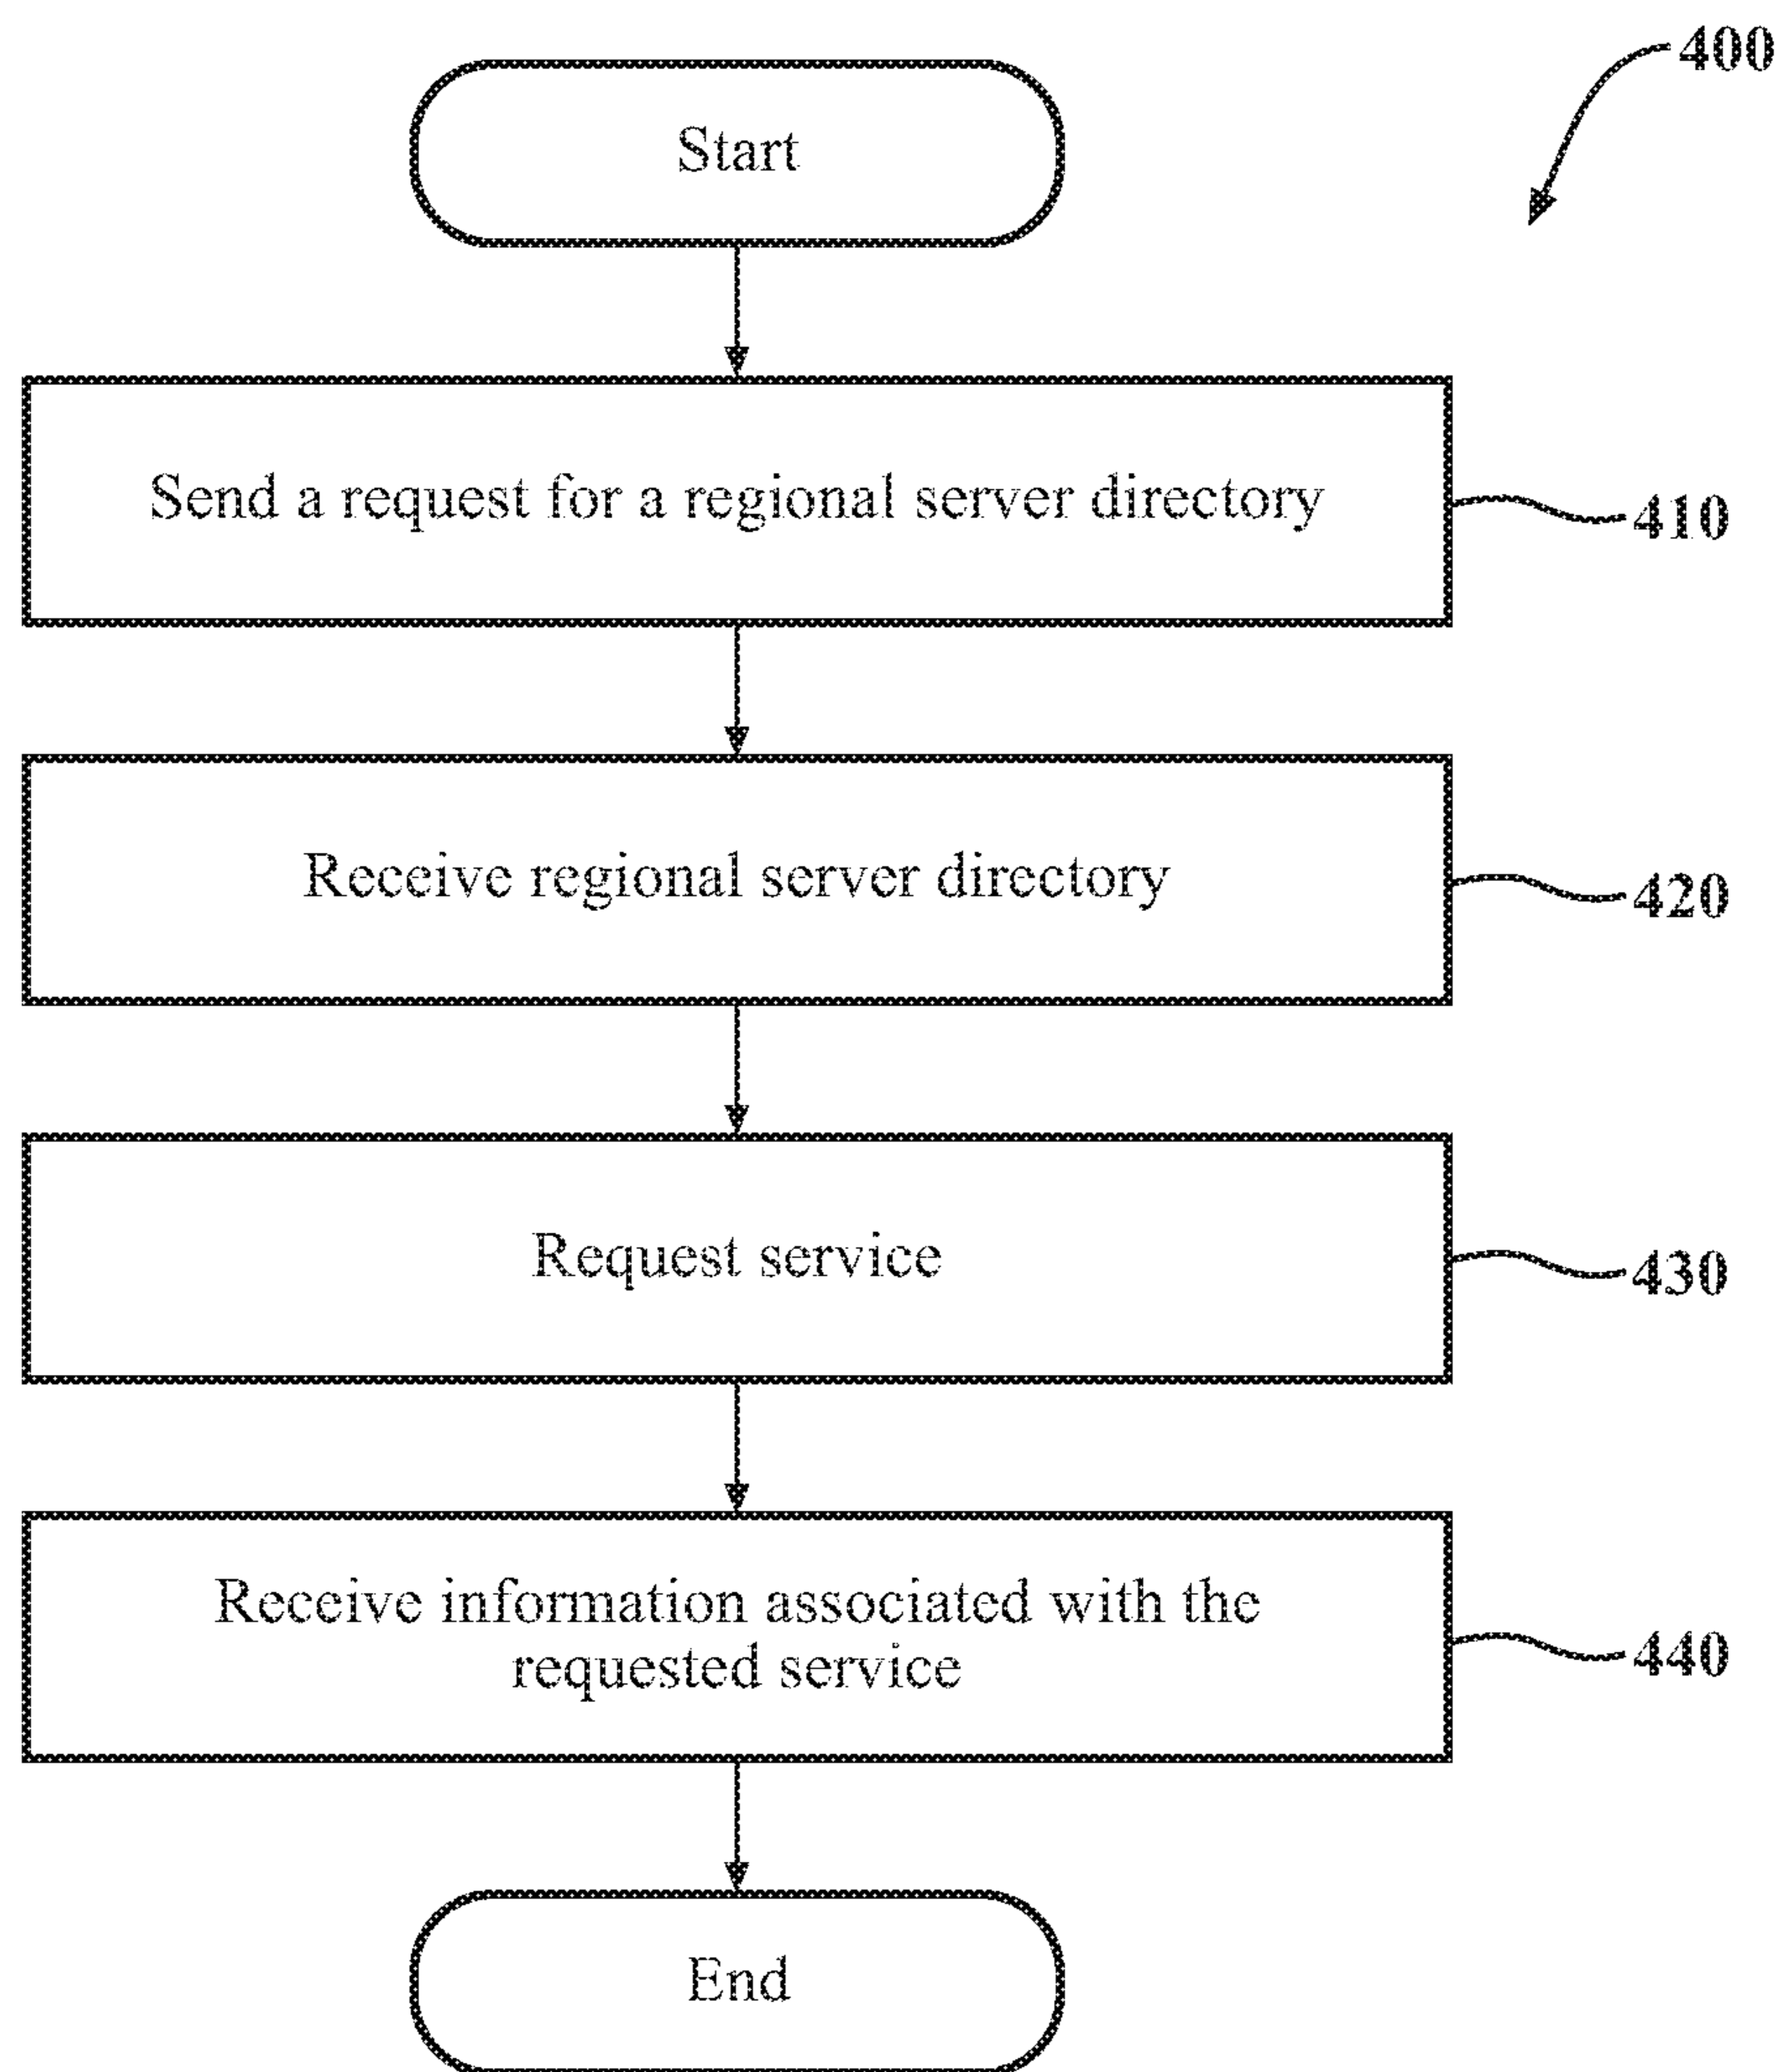 400
Start
Send a request for a regional server directory
410
Receive regional server directory
420
Request service
430
Receive information associated with the
requested service
440
End